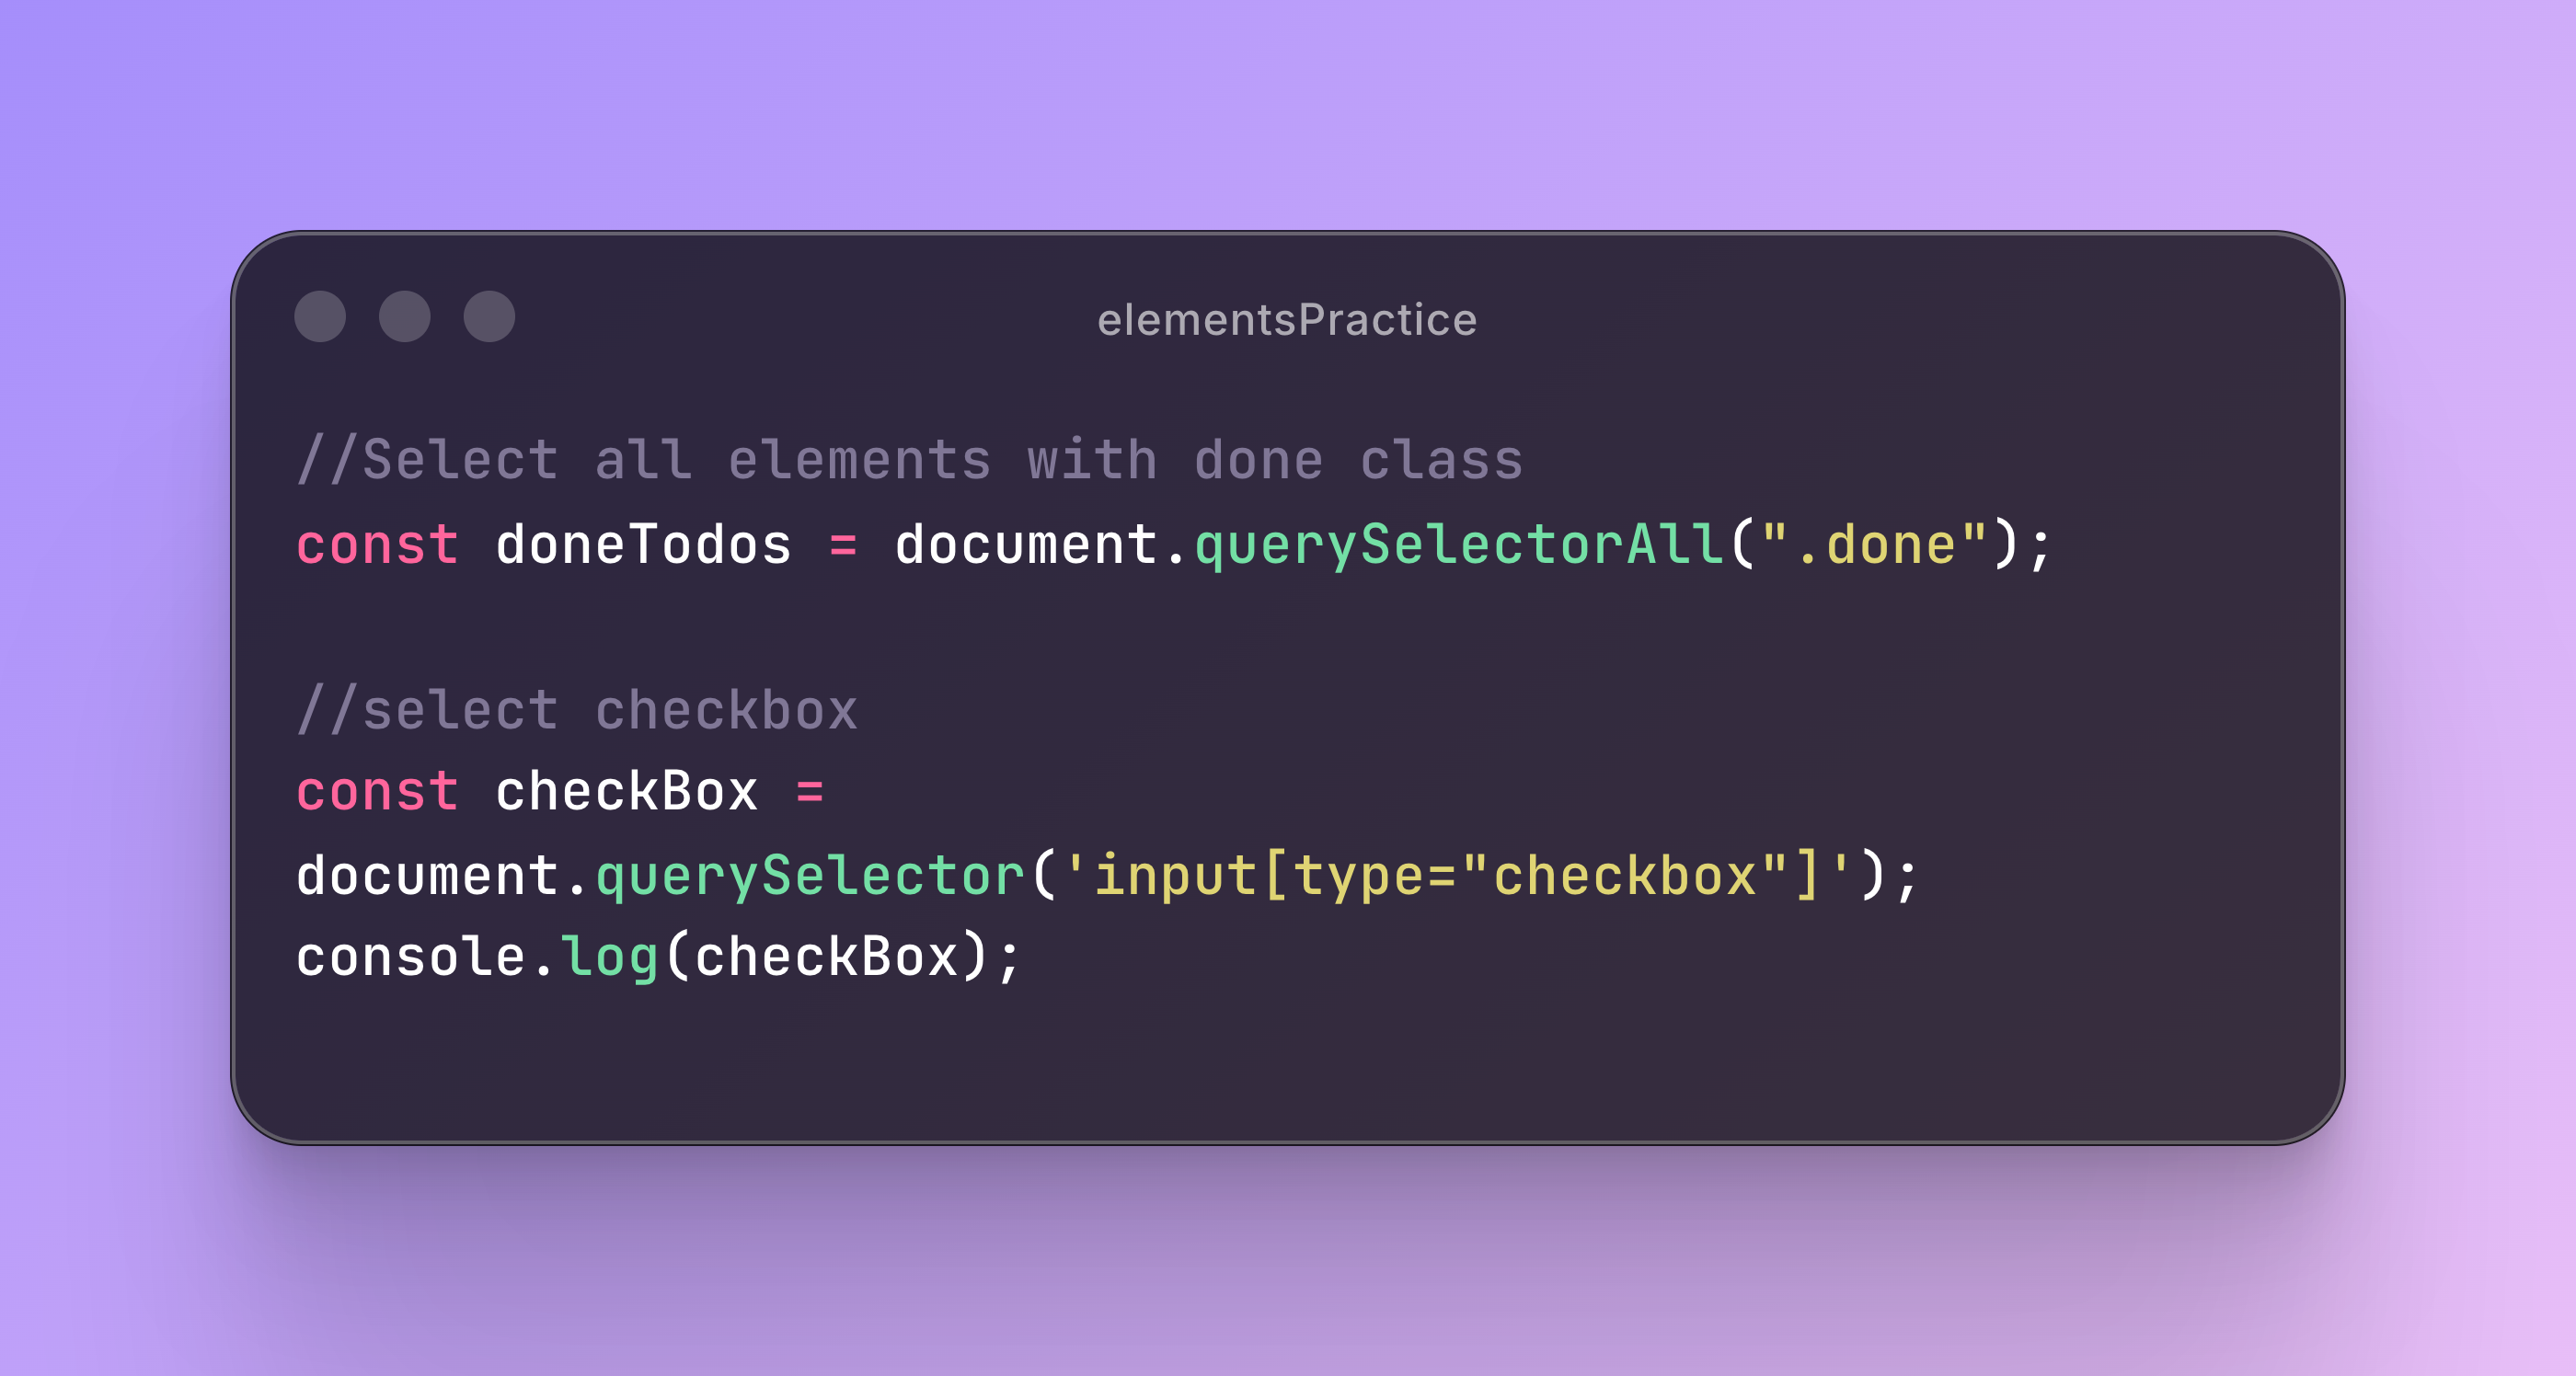 elementsPractice
//Select all elements with done class
const doneTodos = document.querySelectorAll(".done");
//select checkbox
const checkBox =
document.querySelector('input[type="checkbox"]');
console.log(checkBox);